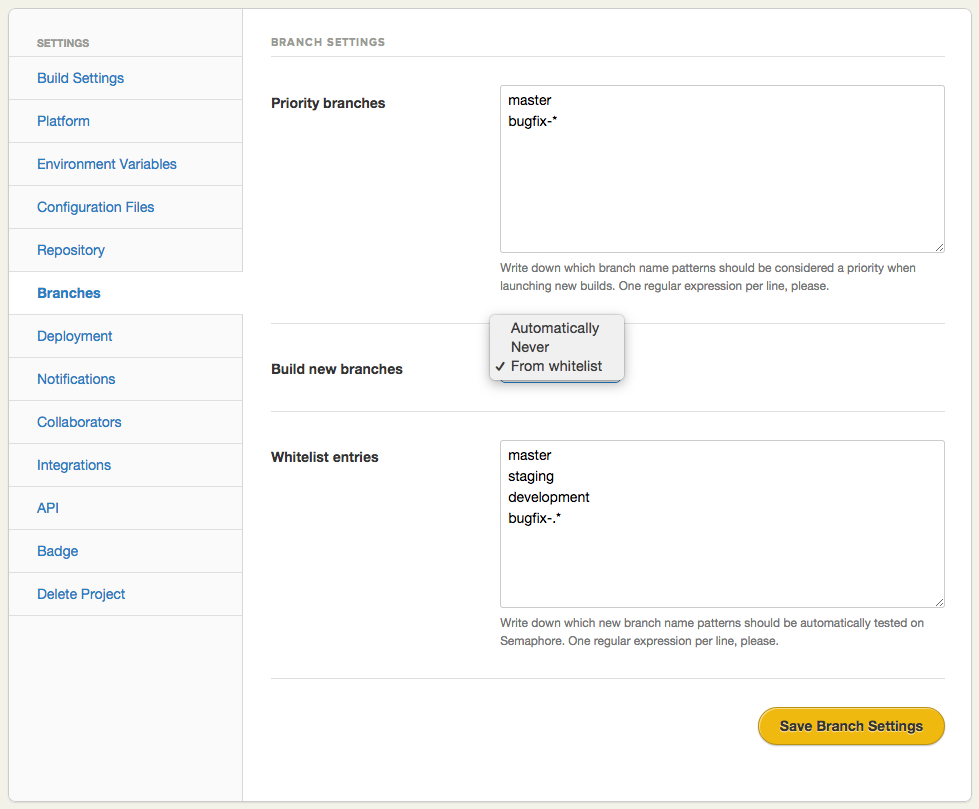 SETTINGS
Build Settings
Platform
Environment Variables
Configuration Files
Repository
Branches
Deployment
Notifications
Collaborators
Integrations
API
Badge
Delete Project
BRANCH SETTINGS
Priority branches
master
bugfix-*
Write down which branch name patterns should be considered a priority when
launching new builds. One regular expression per line, please.
Build new branches
Automatically
Never
✓ From whitelist
Whitelist entries
master
staging
development
bugfix-.*
Write down which new branch name patterns should be automatically tested on
Semaphore. One regular expression per line, please.
Save Branch Settings